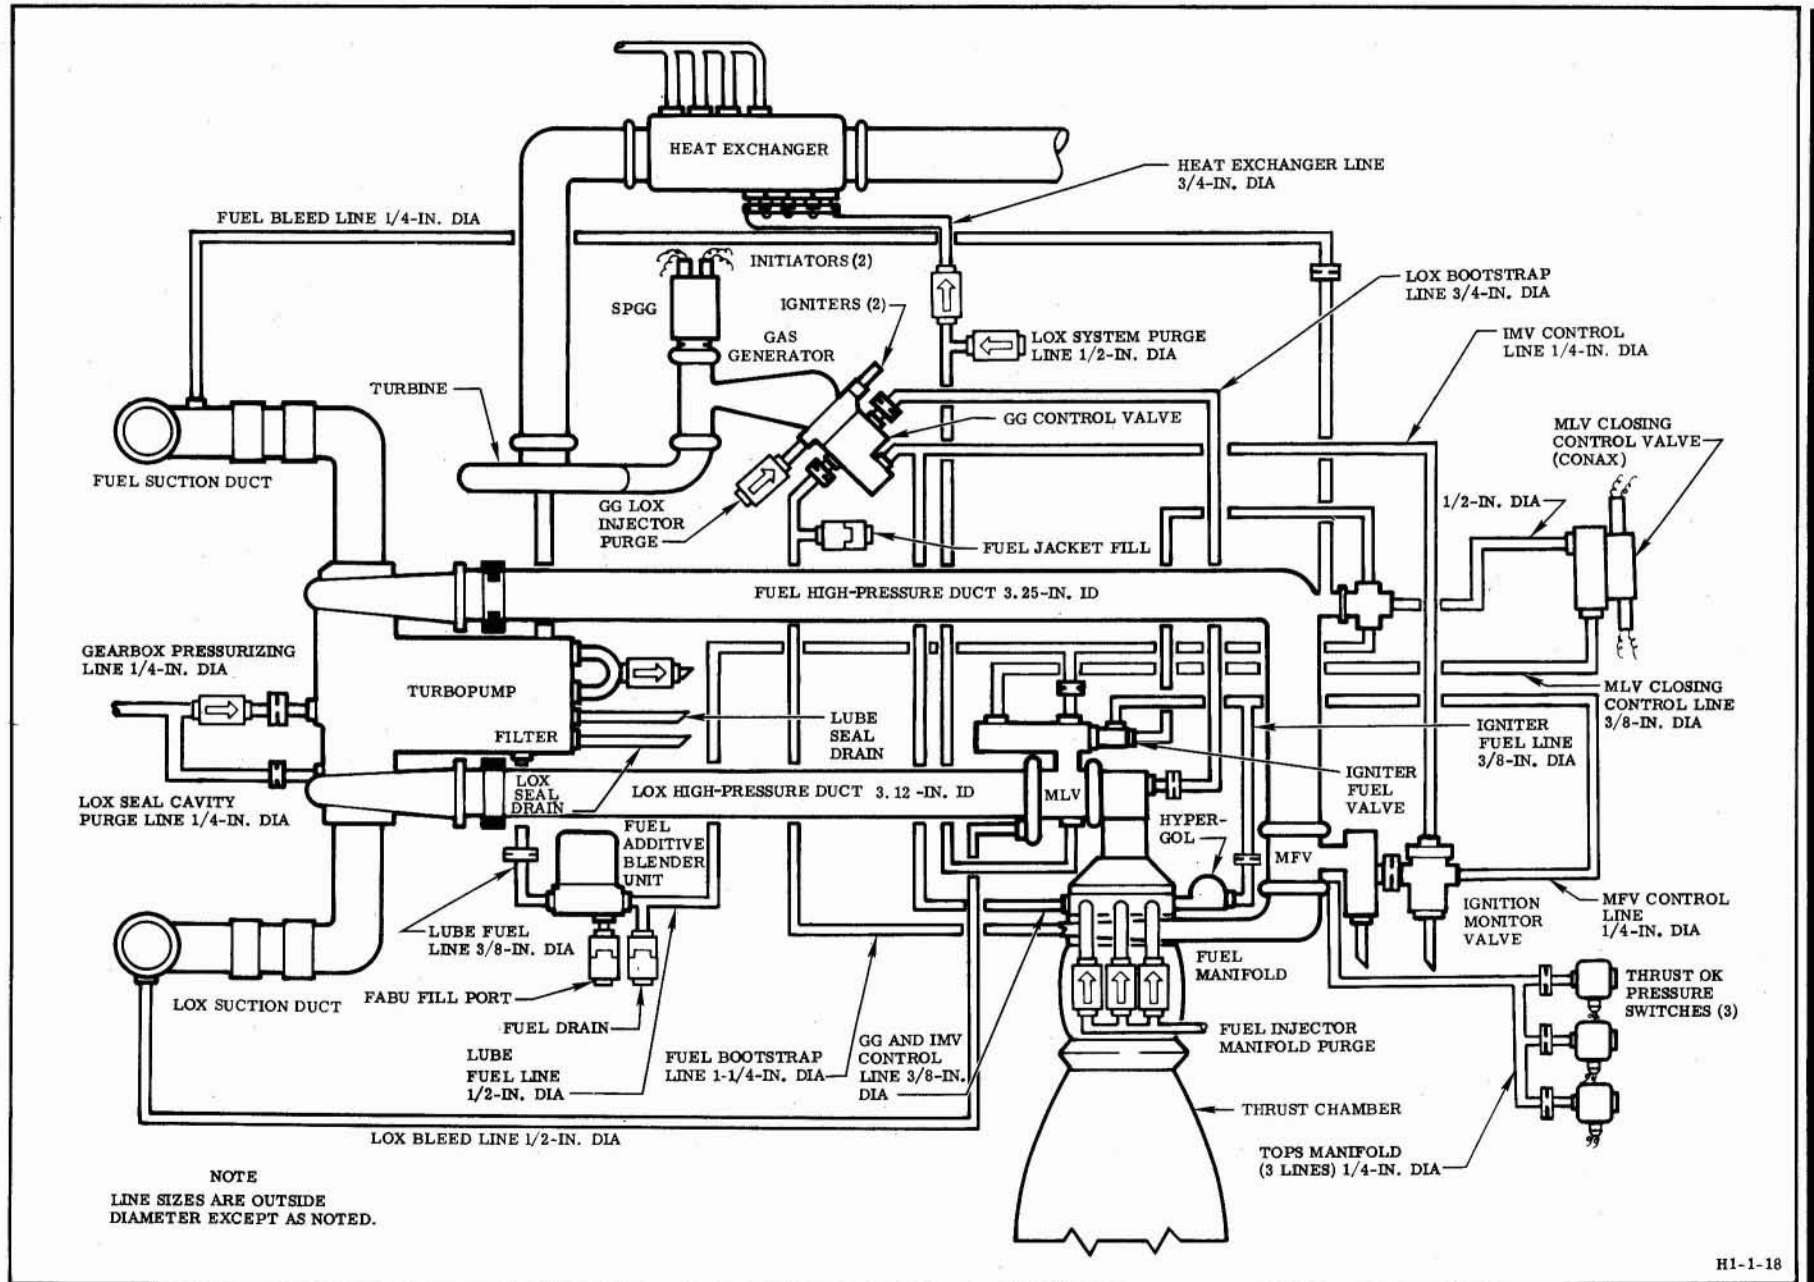 HEAT EXCHANGER
HEAT EXCHANGER LINE
3/4-IN. DIA
FUEL BLEED LINE 1/4-IN. DIA
INITIATORS (2)
SPGG
IGNITERS (2)
GAS
GENERATOR
LOX BOOTSTRAP
LINE 3/4-IN. DIA
LOX SYSTEM PURGE
LINE 1/2-IN. DIA
IMV CONTROL
LINE 1/4-IN. DIA
TURBINE
GG CONTROL VALVE
MLV CLOSING
CONTROL VALVE
(CONAX)
FUEL SUCTION DUCT
GG LOX
INJECTOR
PURGE
1/2-IN. DIA
FUEL JACKET FILL
FUEL HIGH-PRESSURE DUCT 3.25-IN. ID
GEARBOX PRESSURIZING
LINE 1/4-IN. DIA
TURBOPUMP
FILTER
LUBE
SEAL
DRAIN
MLV CLOSING
CONTROL LINE
3/8-IN. DIA
IGNITER
FUEL LINE
3/8-IN. DIA
IGNITER
FUEL
VALVE
LOX SEAL CAVITY
PURGE LINE 1/4-IN. DIA
LOX
SEAL
DRAIN
LOX HIGH-PRESSURE DUCT 3.12-IN. ID
MLV
HYPER-
GOL
FUEL
ADDITIVE
BLENDER
UNIT
MFV
LUBE FUEL
LINE 3/8-IN. DIA
IGNITION
MONITOR
VALVE
MFV CONTROL
LINE
1/4-IN. DIA
FUEL
MANIFOLD
LOX SUCTION DUCT
FABU FILL PORT
FUEL DRAIN
THRUST OK
PRESSURE
SWITCHES (3)
LUBE
FUEL LINE
1/2-IN. DIA
FUEL BOOTSTRAP
LINE 1-1/4-IN. DIA
GG AND IMV
CONTROL
LINE 3/8-IN.
DIA
FUEL INJECTOR
MANIFOLD PURGE
THRUST CHAMBER
LOX BLEED LINE 1/2-IN. DIA
TOPS MANIFOLD
(3 LINES) 1/4-IN. DIA
NOTE
LINE SIZES ARE OUTSIDE
DIAMETER EXCEPT AS NOTED.
H1-1-18